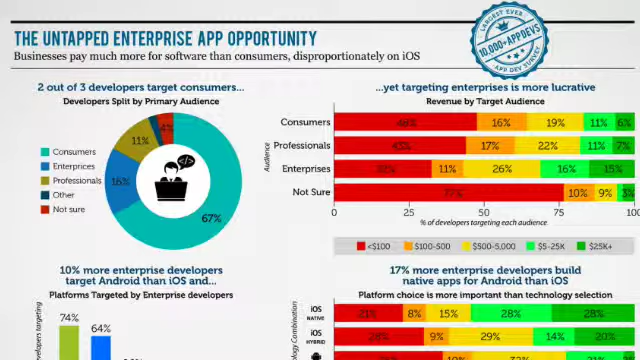 THE UNTAPPED ENTERPRISE APP OPPORTUNITY
Businesses pay much more for software than consumers, disproportionately on iOS
LARGEST EVER
10,000+ APP DEVS
APP DEV SURVEY
2 out of 3 developers target consumers...
Developers Split by Primary Audience
Consumers
Enterprices
Professionals
Other
Not sure
4%
11%
16%
67%
...yet targeting enterprises is more lucrative
Revenue by Target Audience
Audience
Consumers 48% 16% 19% 11% 6%
Professionals 43% 17% 22% 11% 7%
Enterprises 32% 11% 26% 16% 15%
Not Sure 77% 10% 9% 3%
0 25 50 75 100
% of developers targeting each audience.
<$100 $100-500 $500-5,000 $5-25K $25K+
10% more enterprise developers
target Android than iOS and...
Platforms Targeted by Enterprise developers
developers targeting
74%
64%
17% more enterprise developers build
native apps for Android than iOS
Platform choice is more important than technology selection
Combination
iOS
NATIVE
21% 8% 15% 28% 28%
iOS
HYBRID
28% 9% 29% 14% 20%